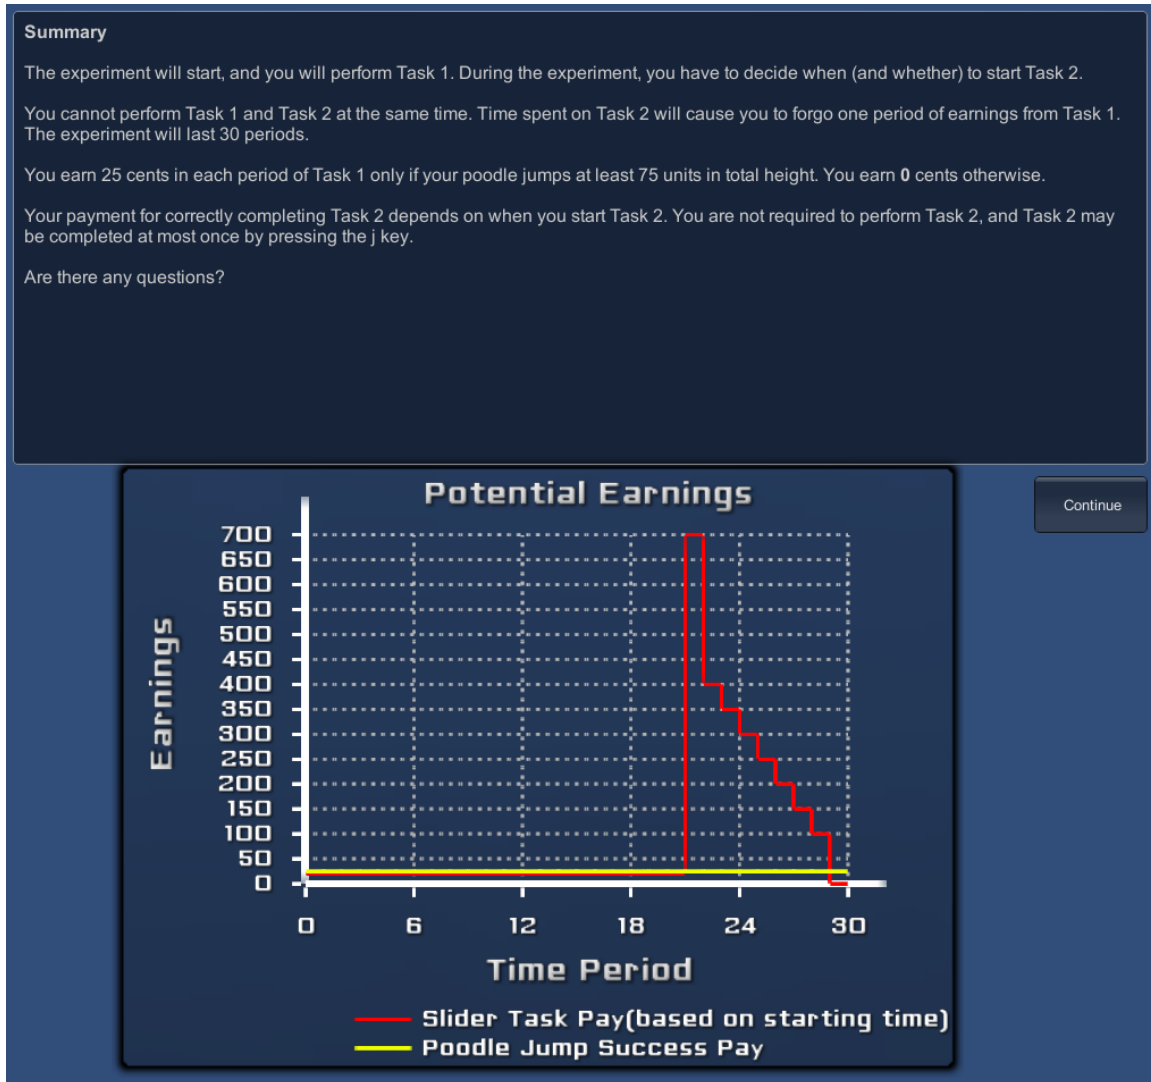 Summary
The experiment will start, and you will perform Task 1. During the experiment, you have to decide when (and whether) to start Task 2.
You cannot perform Task 1 and Task 2 at the same time. Time spent on Task 2 will cause you to forgo one period of earnings from Task 1.
The experiment will last 30 periods.
You earn 25 cents in each period of Task 1 only if your poodle jumps at least 75 units in total height. You earn 0 cents otherwise.
Your payment for correctly completing Task 2 depends on when you start Task 2. You are not required to perform Task 2, and Task 2 may
be completed at most once by pressing the j key.
Are there any questions?
Continue
Potential Earnings
Earnings
700
650
600
550
500
450
400
350
300
250
200
150
100
50
0
0 6 12 18 24 30
Time Period
Slider Task Pay(based on starting time)
Poodle Jump Success Pay